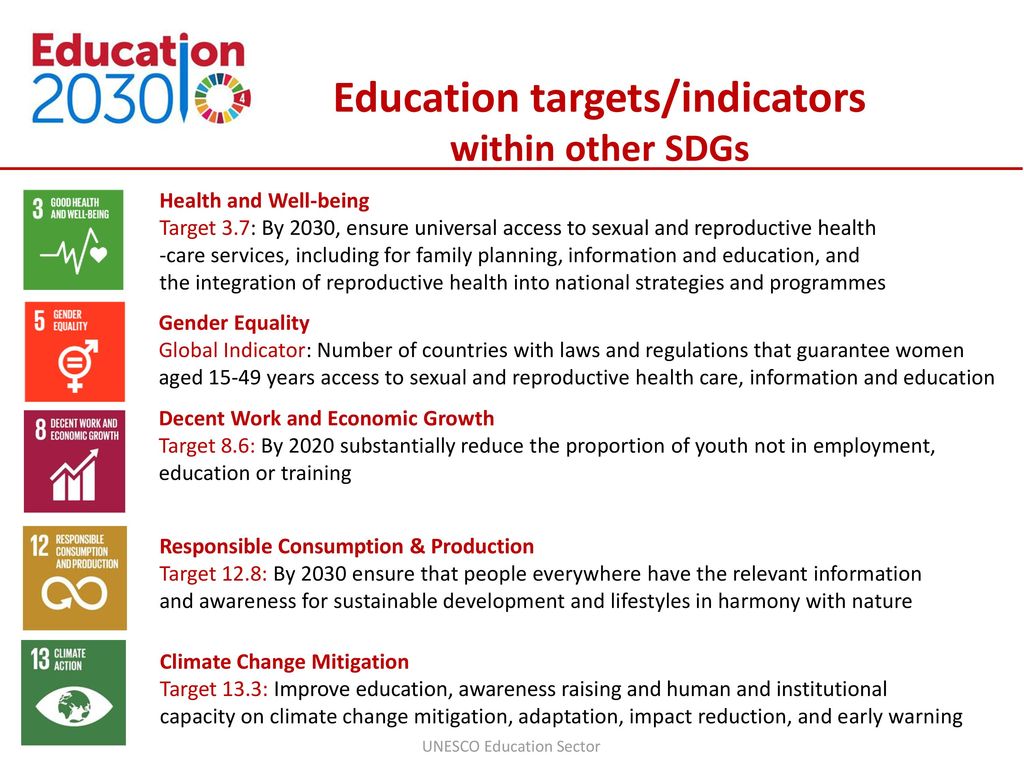 Education
2030
4
Education targets/indicators
within other SDGs
3 GOOD HEALTH
AND WELL-BEING
Health and Well-being
Target 3.7: By 2030, ensure universal access to sexual and reproductive health
-care services, including for family planning, information and education, and
the integration of reproductive health into national strategies and programmes
5 GENDER
EQUALITY
Gender Equality
Global Indicator: Number of countries with laws and regulations that guarantee women
aged 15-49 years access to sexual and reproductive health care, information and education
8 DECENT WORK AND
ECONOMIC GROWTH
Decent Work and Economic Growth
Target 8.6: By 2020 substantially reduce the proportion of youth not in employment,
education or training
12 RESPONSIBLE
CONSUMPTION
AND PRODUCTION
Responsible Consumption & Production
Target 12.8: By 2030 ensure that people everywhere have the relevant information
and awareness for sustainable development and lifestyles in harmony with nature
13 CLIMATE
ACTION
Climate Change Mitigation
Target 13.3: Improve education, awareness raising and human and institutional
capacity on climate change mitigation, adaptation, impact reduction, and early warning
UNESCO Education Sector